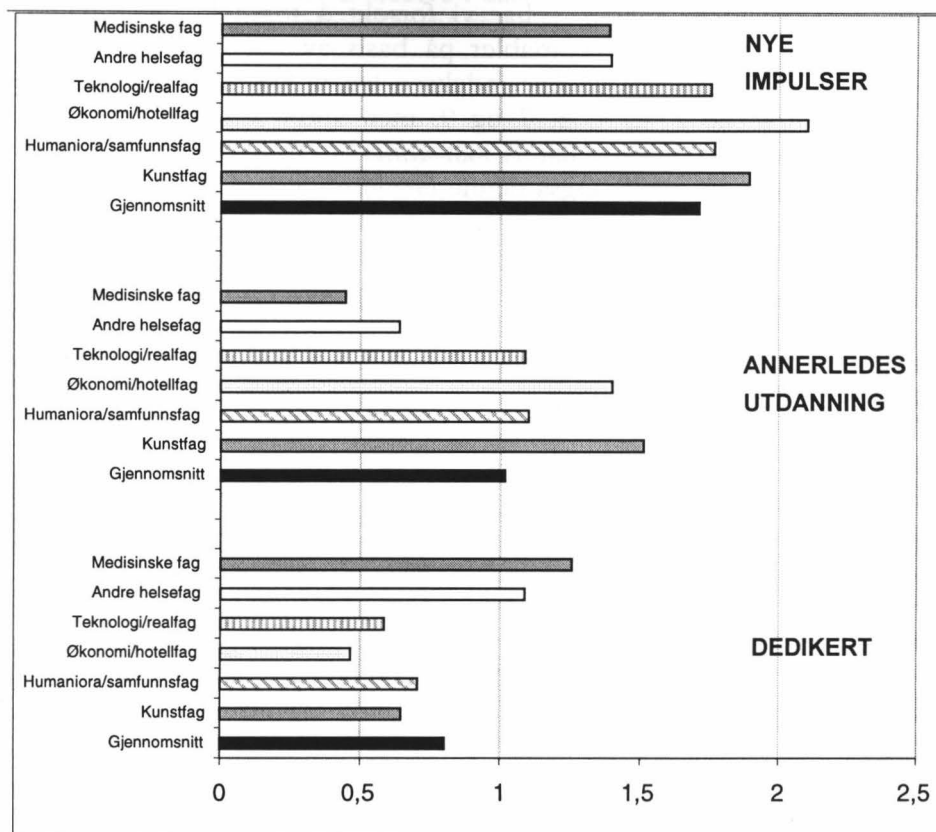 Medisinske fag
Andre helsefag
Teknologi/realfag
Økonomi/hotellfag
Humaniora/samfunnsfag
Kunstfag
Gjennomsnitt
NYE
IMPULSER
Medisinske fag
Andre helsefag
Teknologi/realfag
Økonomi/hotellfag
Humaniora/samfunnsfag
Kunstfag
Gjennomsnitt
ANNERLEDES
UTDANNING
Medisinske fag
Andre helsefag
Teknologi/realfag
Økonomi/hotellfag
Humaniora/samfunnsfag
Kunstfag
Gjennomsnitt
DEDIKERT
0 0,5 1 1,5 2 2,5